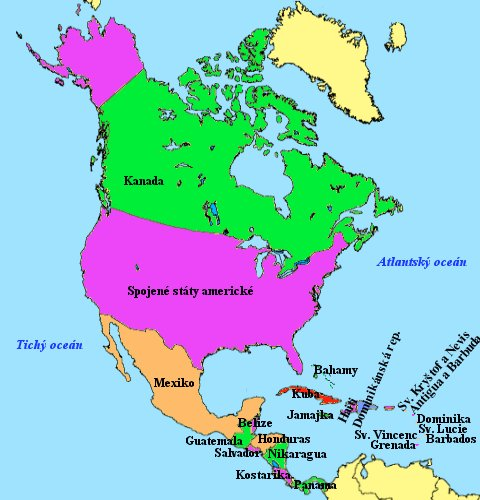 Kanada
Atlantský oceán
Spojené státy americké
Tichý oceán
Mexiko
Bahamy
Kuba
Jamajka
Haiti
Dominikánská rep.
Sv. Kryštof a Nevis
Antigua a Barbuda
Dominika
Sv. Lucie
Sv. Vincenc
Barbados
Grenada
Belize
Guatemala
Honduras
Salvador
Nikaragua
Kostarika
Panama